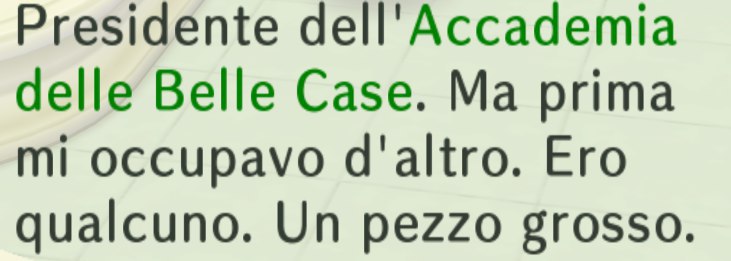 Presidente dell'Accademia
delle Belle Case. Ma prima
mi occupavo d'altro. Ero
qualcuno. Un pezzo grosso.